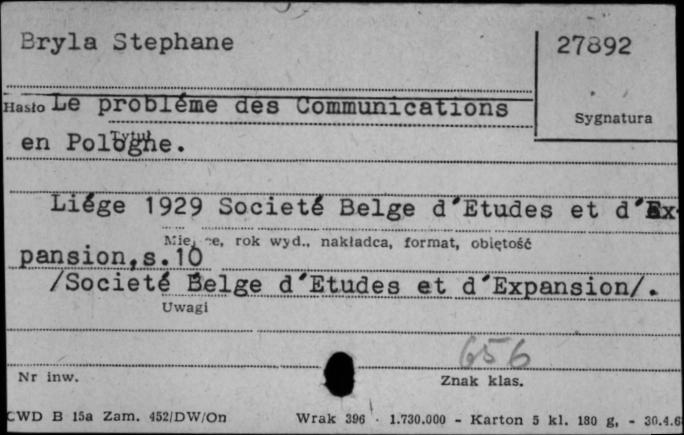 Bryla Stephane
27892
Hasło Le probléme des Communications
Sygnatura
Tytuł
en Pologne.
Liége 1929 Societé Belge d'Etudes et d'Ex-
Miejsce, rok wyd., nakładca, format, objętość
pansion,s.10
/Societé Belge d'Etudes et d'Expansion/.
Uwagi
656
Nr inw.
Znak klas.
CWD B 15a Zam. 452/DW/On Wrak 396 1.730.000 - Karton 5 kl. 180 g, - 30.4.6